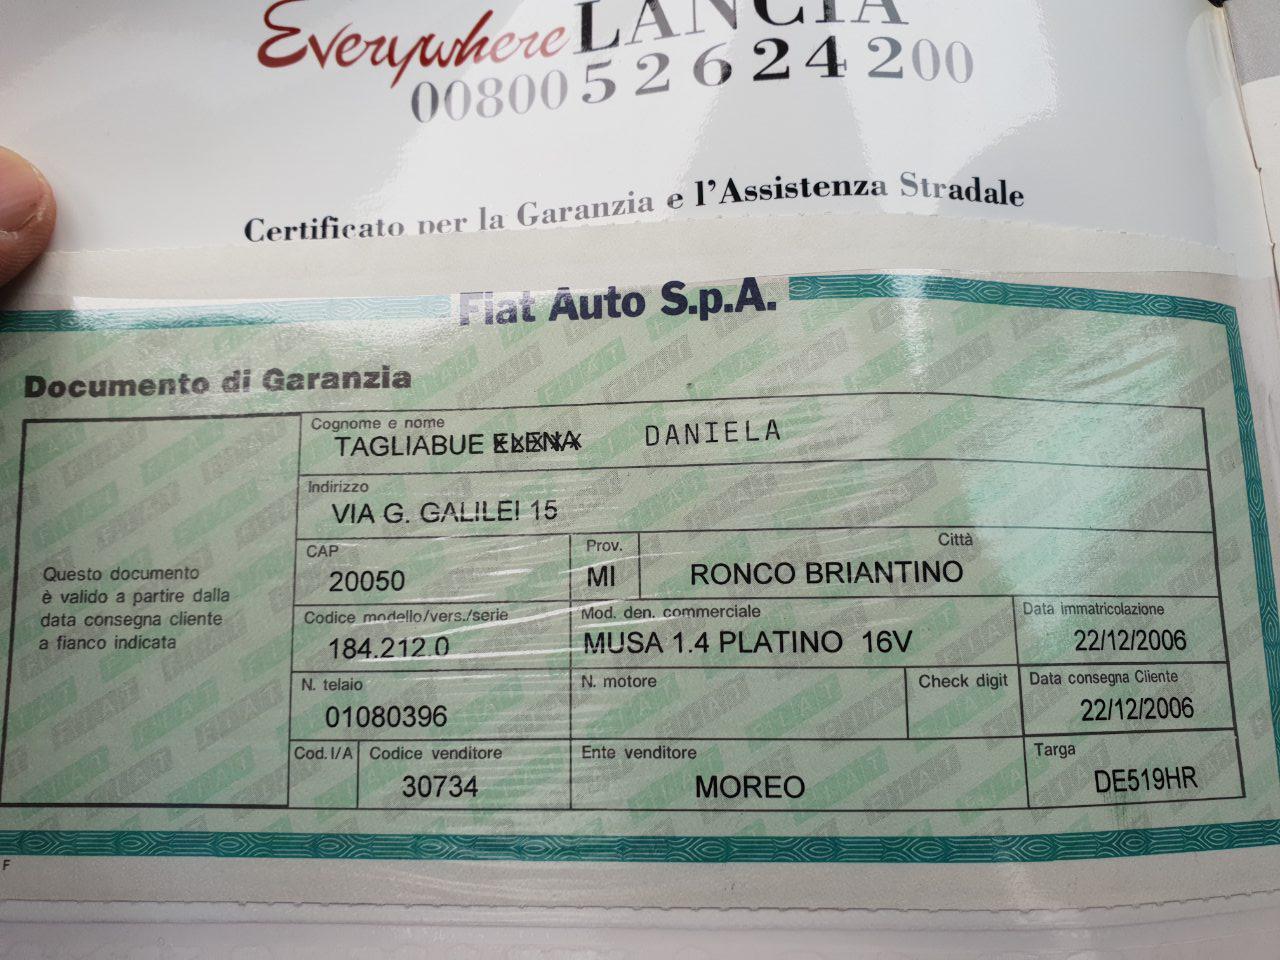 Everywhere LANCIA
00800 52624200
Certificato per la Garanzia e l'Assistenza Stradale
Fiat Auto S.p.A.
Documento di Garanzia
Cognome e nome
TAGLIABUE ELENA DANIELA
Indirizzo
VIA G. GALILEI 15
CAP Prov. Città
20050 MI RONCO BRIANTINO
Questo documento
è valido a partire dalla
data consegna cliente
a fianco indicata
Codice modello/vers./serie Mod. den. commerciale Data immatricolazione
184.212.0 MUSA 1.4 PLATINO 16V 22/12/2006
N. telaio N. motore Check digit Data consegna Cliente
01080396 22/12/2006
Cod. I/A Codice venditore Ente venditore Targa
30734 MOREO DE519HR
F